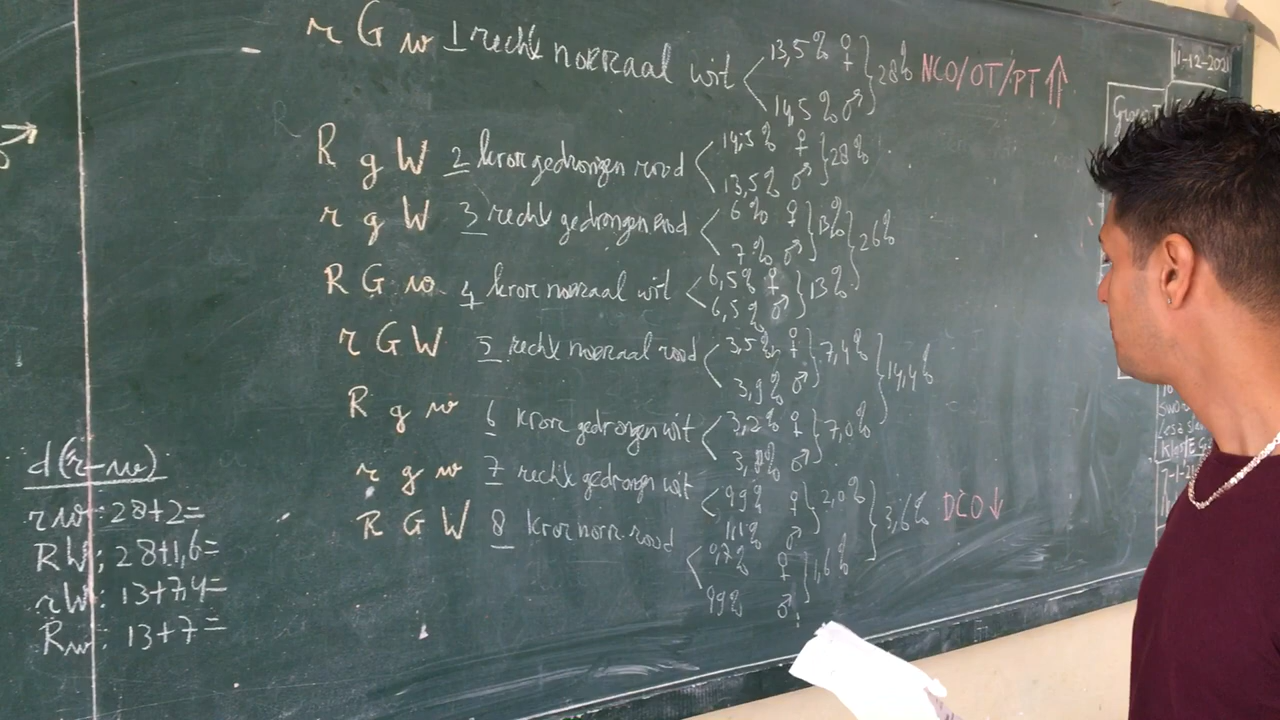 r G w 1 recht normaal wit 13,5% ♀ 28% NCO/OT/PT ⇑
14,5% ♂
R g W 2 krom gedrongen rood 14,5% ♀ 28%
13,5% ♂
r g W 3 recht gedrongen rood 6% ♀ 13% 26%
7% ♂
R G w 4 krom normaal wit 6,5% ♀ 13%
6,5% ♂
r G W 5 recht normaal rood 3,5% ♀ 7,4% 14,4%
3,9% ♂
R g w 6 krom gedrongen wit 3,2% ♀ 7,0%
3,8% ♂
r g w 7 recht gedrongen wit ♀ 2,0% 3,6% DCO ↓
1,1% ♂
R G W 8 krom norm rood 0,7% ♀ 1,6%
♂
d(r-w)
rw: 28+2=
RW: 28+1,6=
rW: 13+7,4=
Rw: 13+7=
11-12-2021